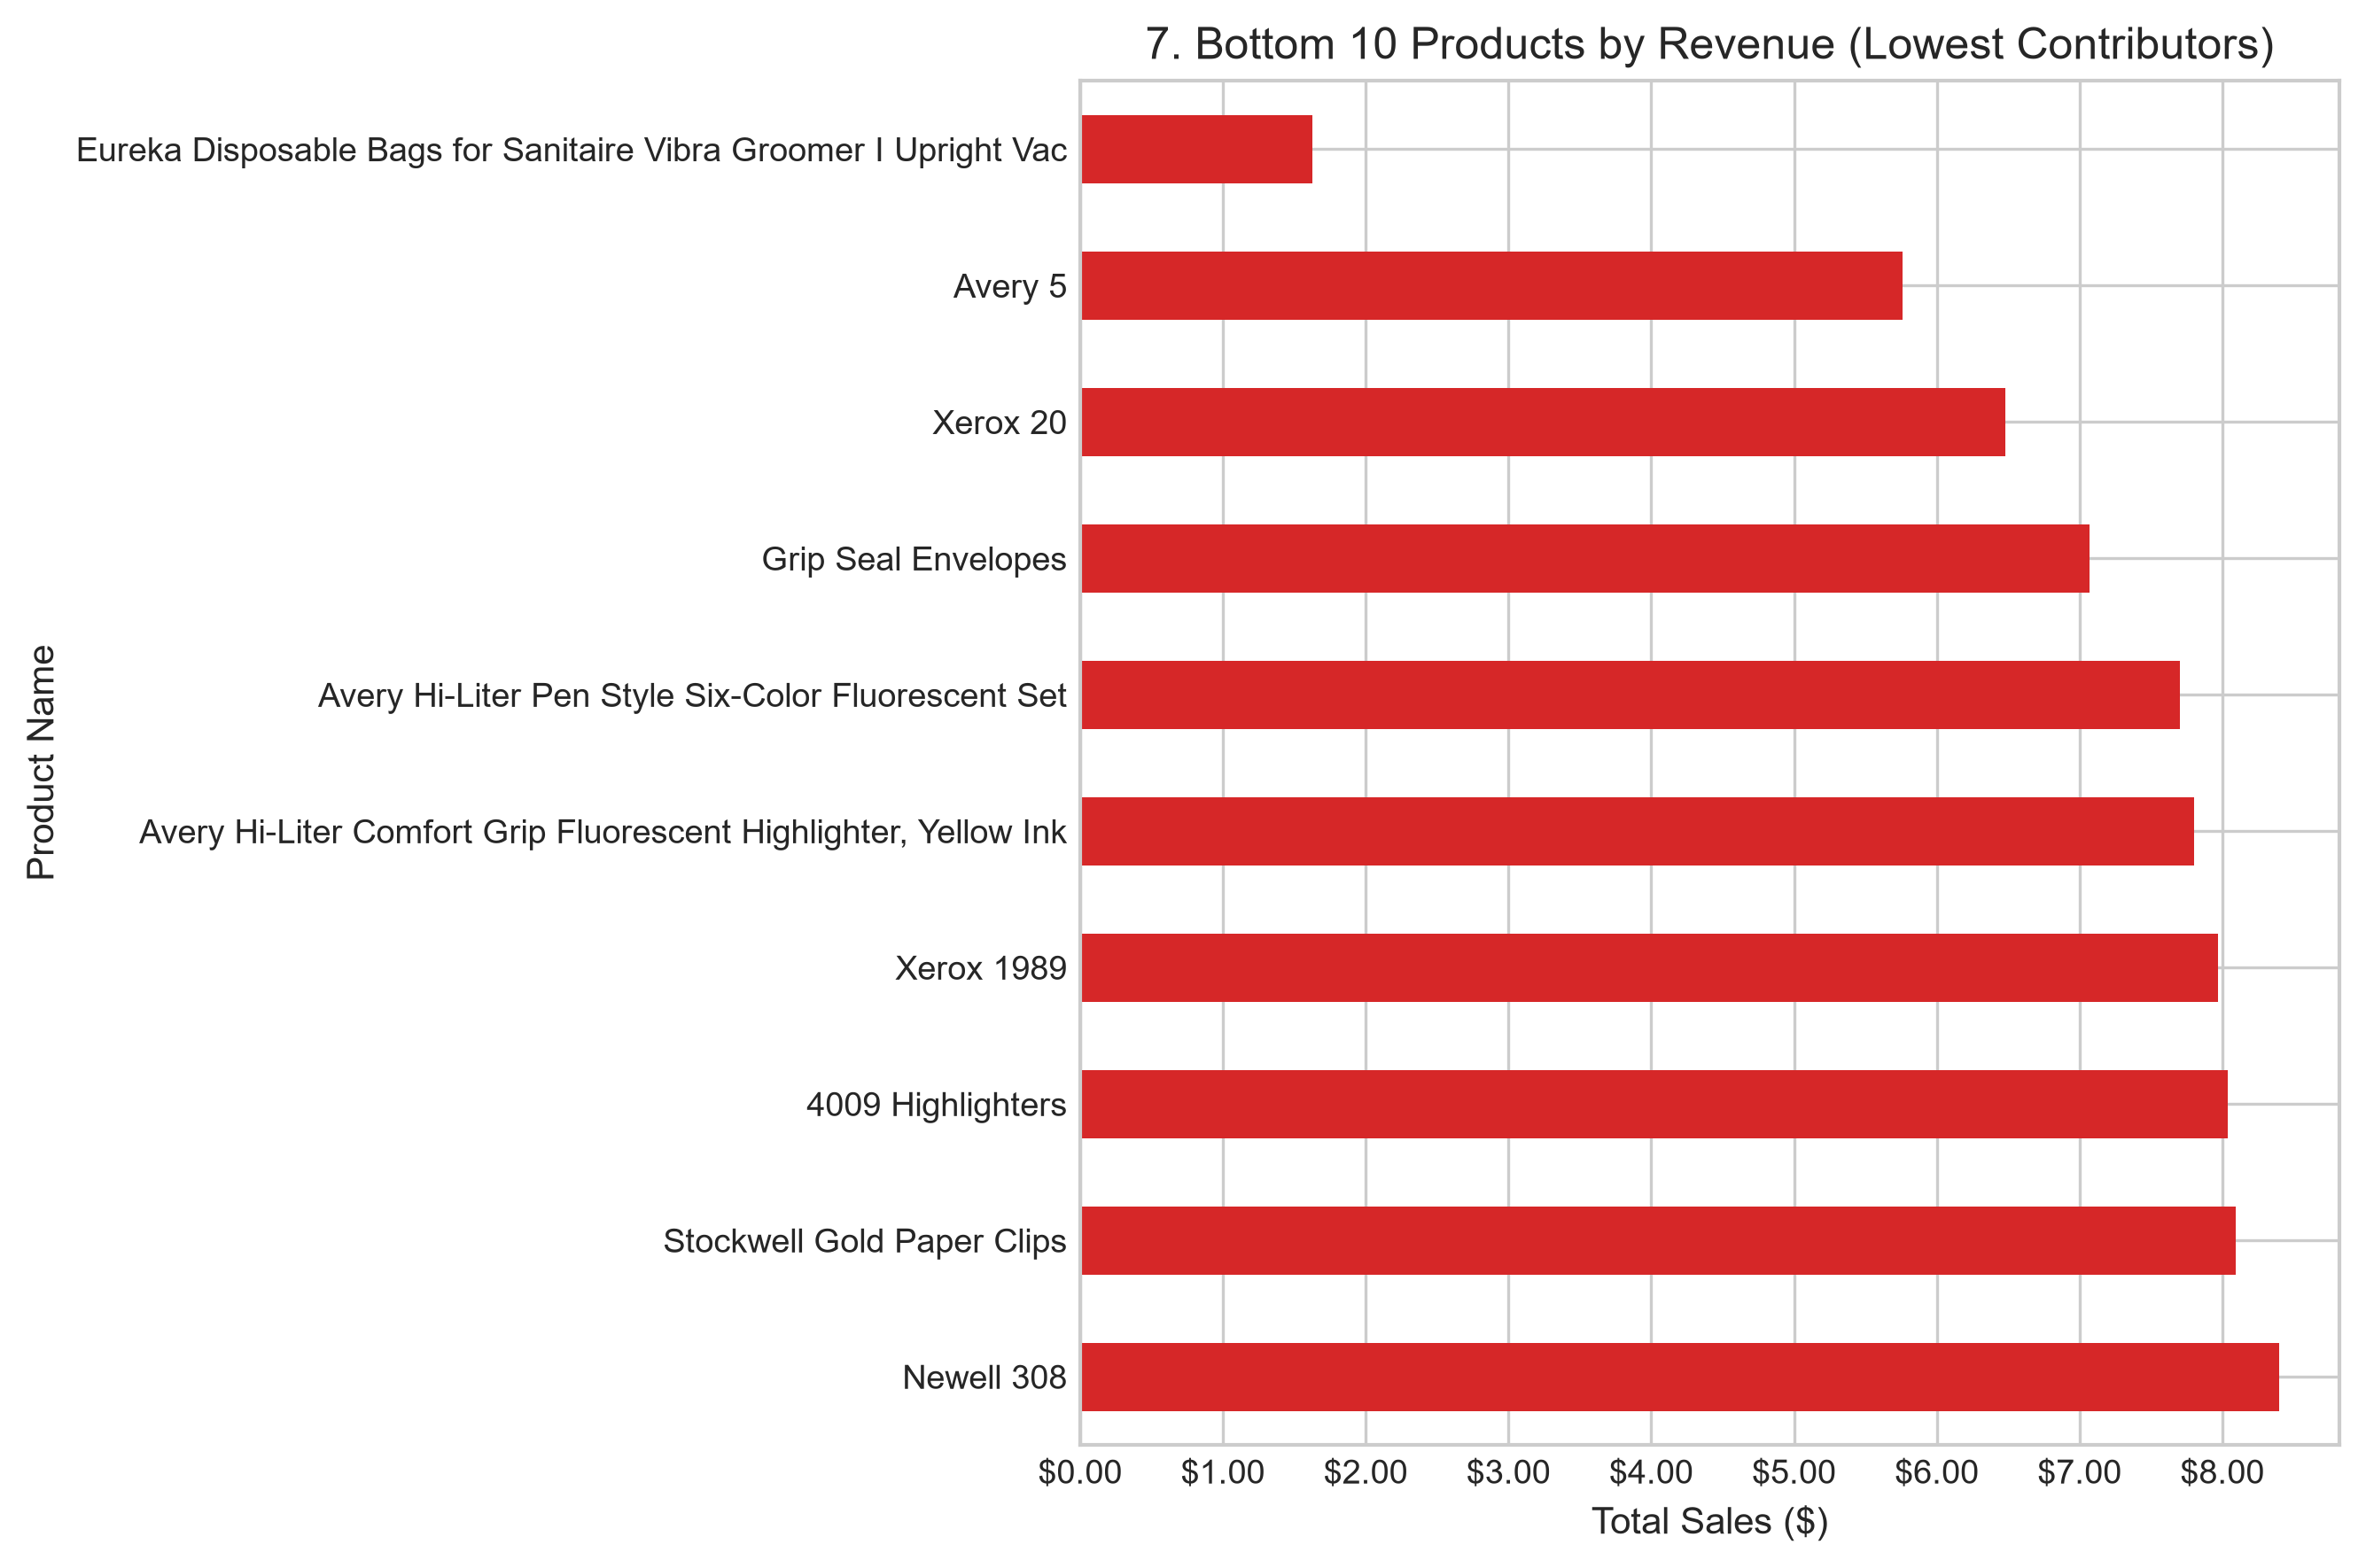 7. Bottom 10 Products by Revenue (Lowest Contributors)
Product Name
Eureka Disposable Bags for Sanitaire Vibra Groomer I Upright Vac
Avery 5
Xerox 20
Grip Seal Envelopes
Avery Hi-Liter Pen Style Six-Color Fluorescent Set
Avery Hi-Liter Comfort Grip Fluorescent Highlighter, Yellow Ink
Xerox 1989
4009 Highlighters
Stockwell Gold Paper Clips
Newell 308
$0.00 $1.00 $2.00 $3.00 $4.00 $5.00 $6.00 $7.00 $8.00
Total Sales ($)